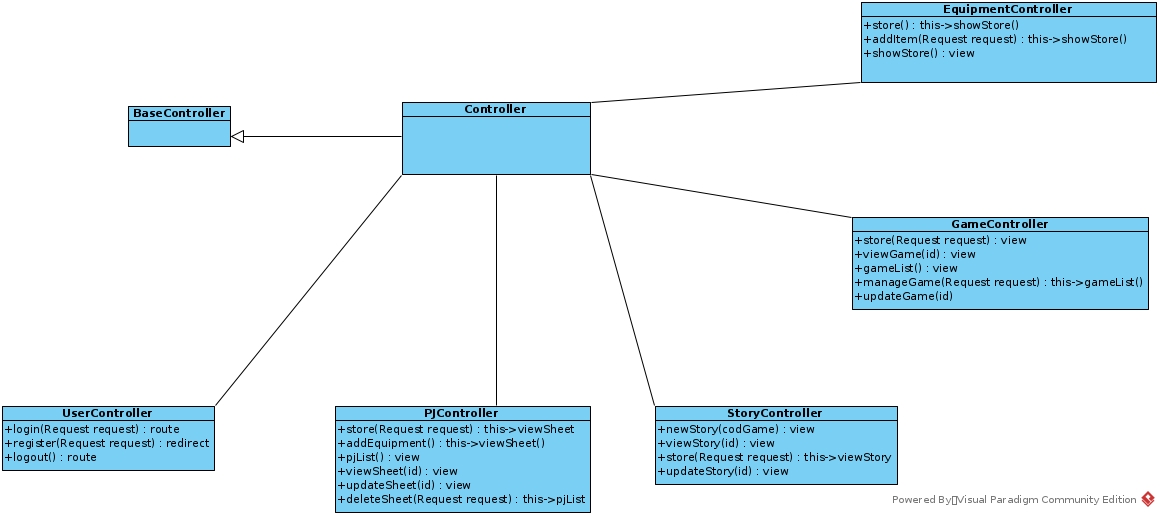 EquipmentController
+store() : this->showStore()
+addItem(Request request) : this->showStore()
+showStore() : view
BaseController
Controller
GameController
+store(Request request) : view
+viewGame(id) : view
+gameList() : view
+manageGame(Request request) : this->gameList()
+updateGame(id)
UserController
+login(Request request) : route
+register(Request request) : redirect
+logout() : route
PJController
+store(Request request) : this->viewSheet
+addEquipment() : this->viewSheet()
+pjList() : view
+viewSheet(id) : view
+updateSheet(id) : view
+deleteSheet(Request request) : this->pjList
StoryController
+newStory(codGame) : view
+viewStory(id) : view
+store(Request request) : this->viewStory
+updateStory(id) : view
Powered By▯Visual Paradigm Community Edition